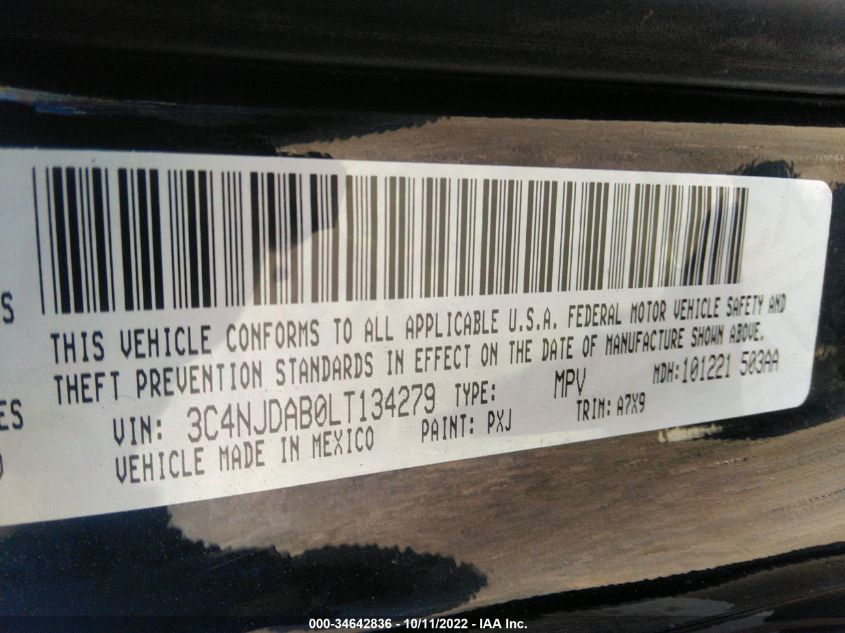 S
THIS VEHICLE CONFORMS TO ALL APPLICABLE U.S.A. FEDERAL MOTOR VEHICLE SAFETY AND
THEFT PREVENTION STANDARDS IN EFFECT ON THE DATE OF MANUFACTURE SHOWN ABOVE.
ES
VIN: 3C4NJDAB0LT134279 TYPE: MPV MDH:101221 503AA
VEHICLE MADE IN MEXICO PAINT: PXJ TRIM: A7X9
)
000-34642836 - 10/11/2022 - IAA Inc.